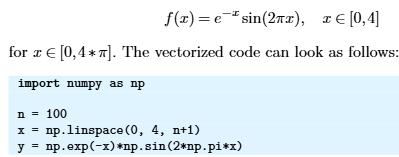 f(x) = e⁻ˣ sin(2πx), x ∈ [0, 4]
for x ∈ [0, 4 ∗ π]. The vectorized code can look as follows:
import numpy as np
n = 100
x = np.linspace(0, 4, n+1)
y = np.exp(-x)*np.sin(2*np.pi*x)